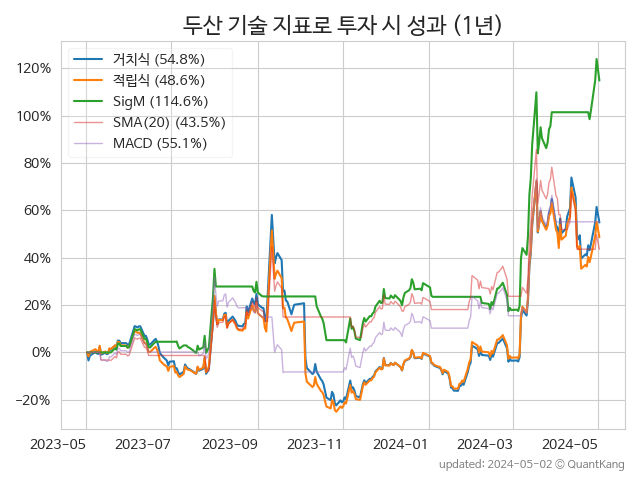 두산 기술 지표로 투자 시 성과 (1년)
거치식 (54.8%)
적립식 (48.6%)
SigM (114.6%)
SMA(20) (43.5%)
MACD (55.1%)
120%
100%
80%
60%
40%
20%
0%
−20%
2023-05 2023-07 2023-09 2023-11 2024-01 2024-03 2024-05
updated: 2024-05-02 © QuantKang